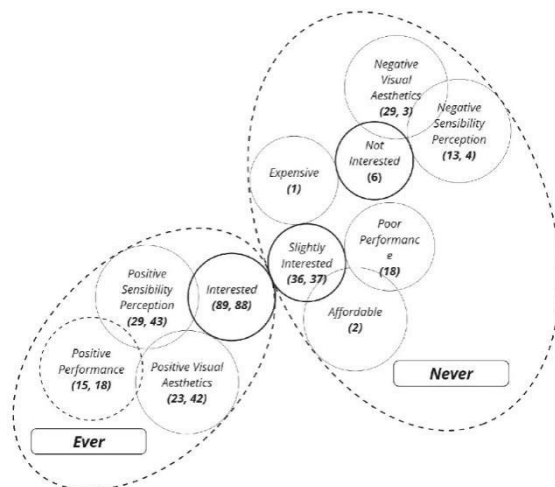 Negative
Visual
Aesthetics
(29, 3)
Negative
Sensibility
Perception
(13, 4)
Not
Interested
(6)
Expensive
(1)
Poor
Performanc
e
(18)
Slightly
Interested
(36, 37)
Positive
Sensibility
Perception
(29, 43)
Interested
(89, 88)
Affordable
(2)
Positive
Performance
(15, 18)
Positive Visual
Aesthetics
(23, 42)
Never
Ever